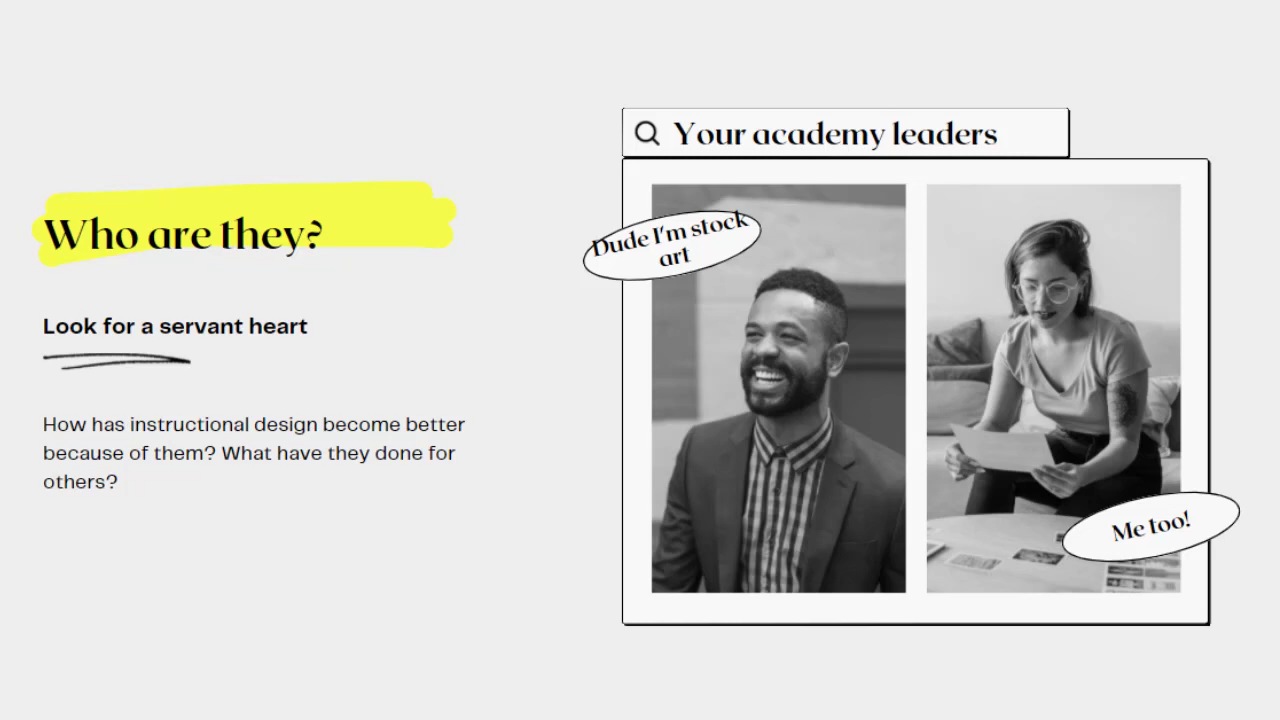 Who are they?
Look for a servant heart
How has instructional design become better
because of them? What have they done for
others?
Your academy leaders
Dude I'm stock
art
Me too!